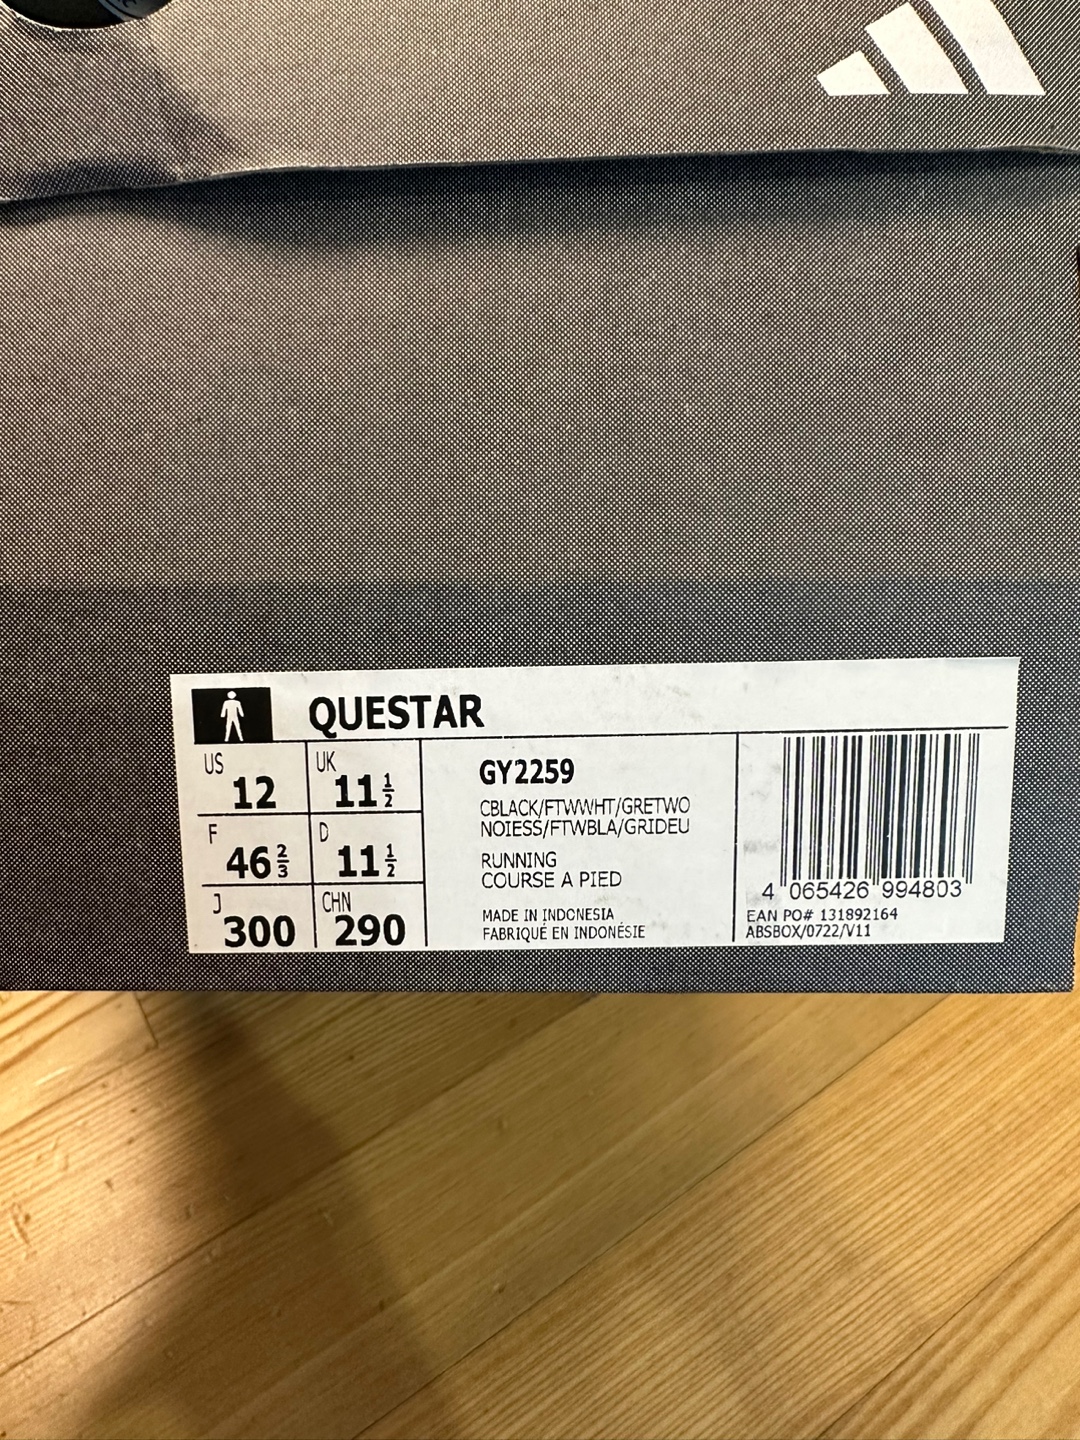 QUESTAR
US 12 UK 11 1/2
F 46 2/3 D 11 1/2
J 300 CHN 290
GY2259
CBLACK/FTWWHT/GRETWO
NOIESS/FTWBLA/GRIDEU
RUNNING
COURSE A PIED
MADE IN INDONESIA
FABRIQUÉ EN INDONÉSIE
4 065426 994803
EAN PO# 131892164
ABSBOX/0722/V11